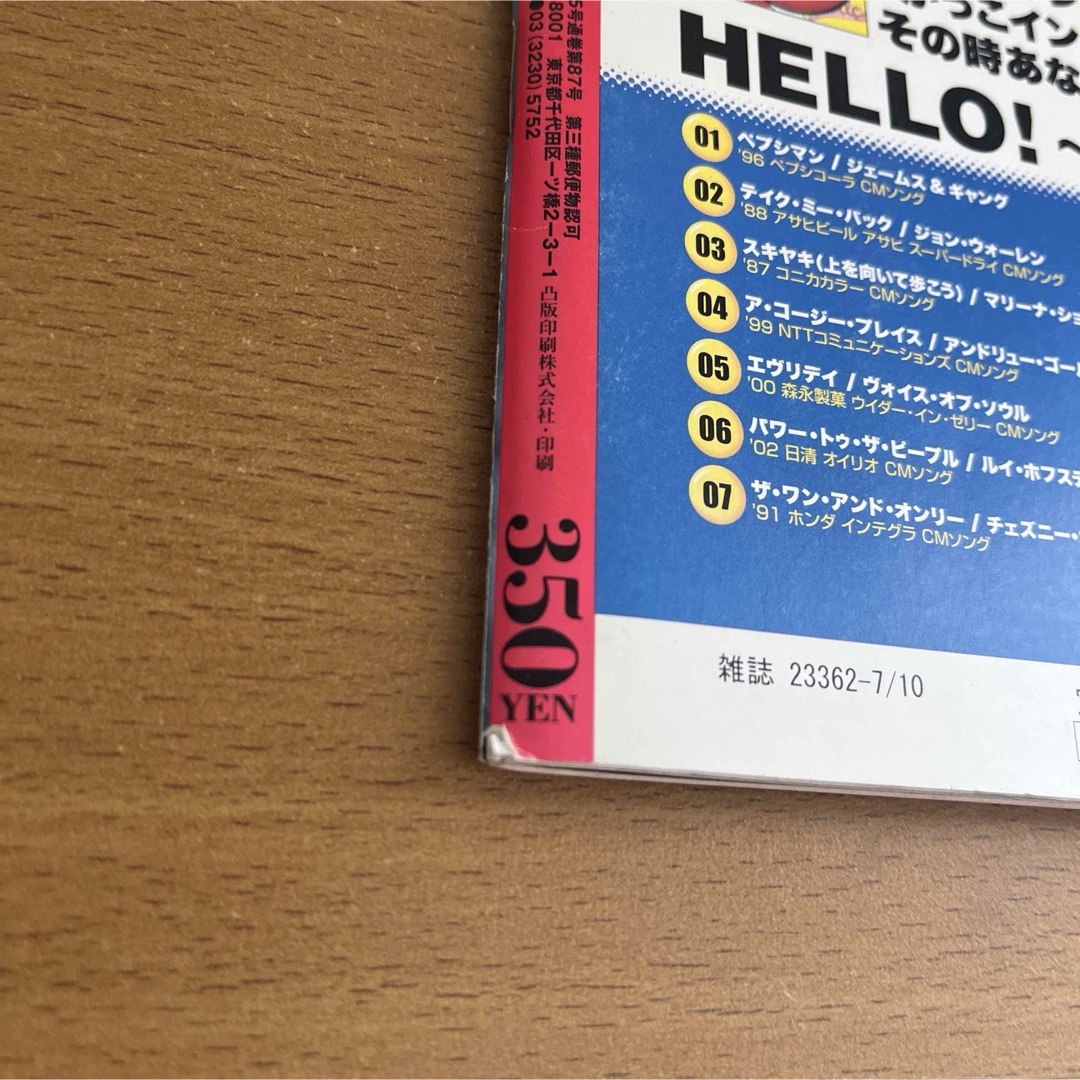 5号通巻第87号 第三種郵便物認可
8001 東京都千代田区一ツ橋2-3-1 凸版印刷株式会社・印刷
●03(3230)5752
350
YEN
こイン
その時あな
HELLO!~
01 ペプシマン / ジェームス & ギャング
'96 ペプシコーラ CMソング
02 テイク・ミー・バック / ジョン・ウォーレン
'88 アサヒビール アサヒ スーパードライ CMソング
03 スキヤキ(上を向いて歩こう) / マリーナ・ショ
'87 コニカカラー CMソング
04 ア・コージー・プレイス / アンドリュー・ゴー
'99 NTTコミュニケーションズ CMソング
05 エヴリデイ / ヴォイス・オブ・ソウル
'00 森永製菓 ウイダー・イン・ゼリー CMソング
06 パワー・トゥ・ザ・ピープル / ルイ・ホフステ
'02 日清 オイリオ CMソング
07 ザ・ワン・アンド・オンリー / チェズニー・
'91 ホンダ インテグラ CMソング
雑誌 23362-7/10